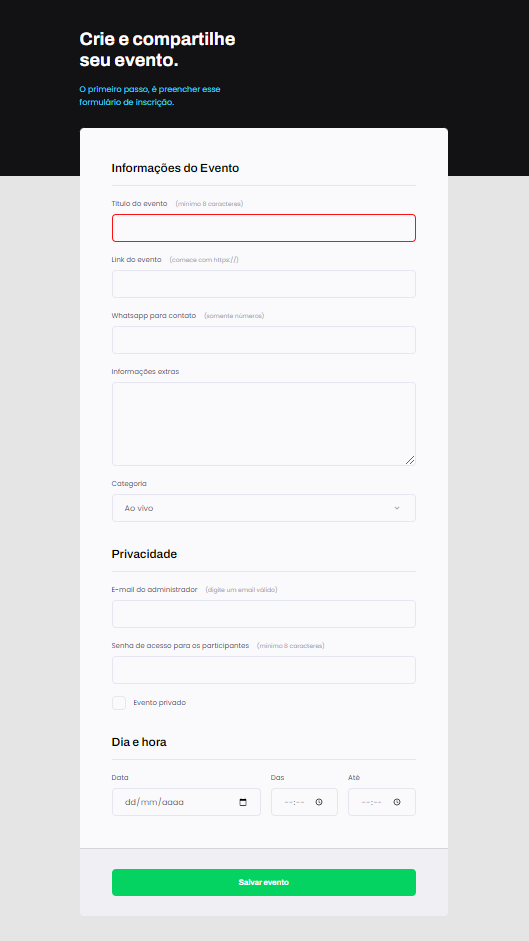 Crie e compartilhe
seu evento.
O primeiro passo, é preencher esse
formulário de inscrição.
Informações do Evento
Título do evento (mínimo 8 caracteres)
Link do evento (comece com https://)
Whatsapp para contato (somente números)
Informações extras
Categoria
Ao vivo
Privacidade
E-mail do administrador (digite um email válido)
Senha de acesso para os participantes (mínimo 8 caracteres)
Evento privado
Dia e hora
Data Das Até
dd/mm/aaaa --:-- --:--
Salvar evento